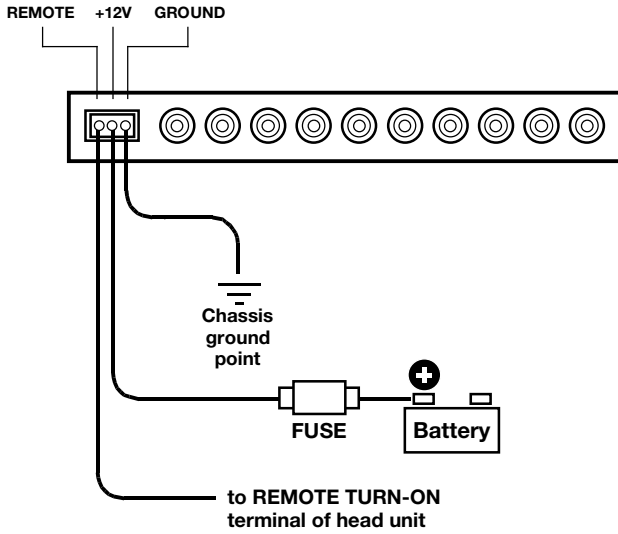 REMOTE +12V GROUND
Chassis
ground
point
FUSE
Battery
to REMOTE TURN-ON
terminal of head unit